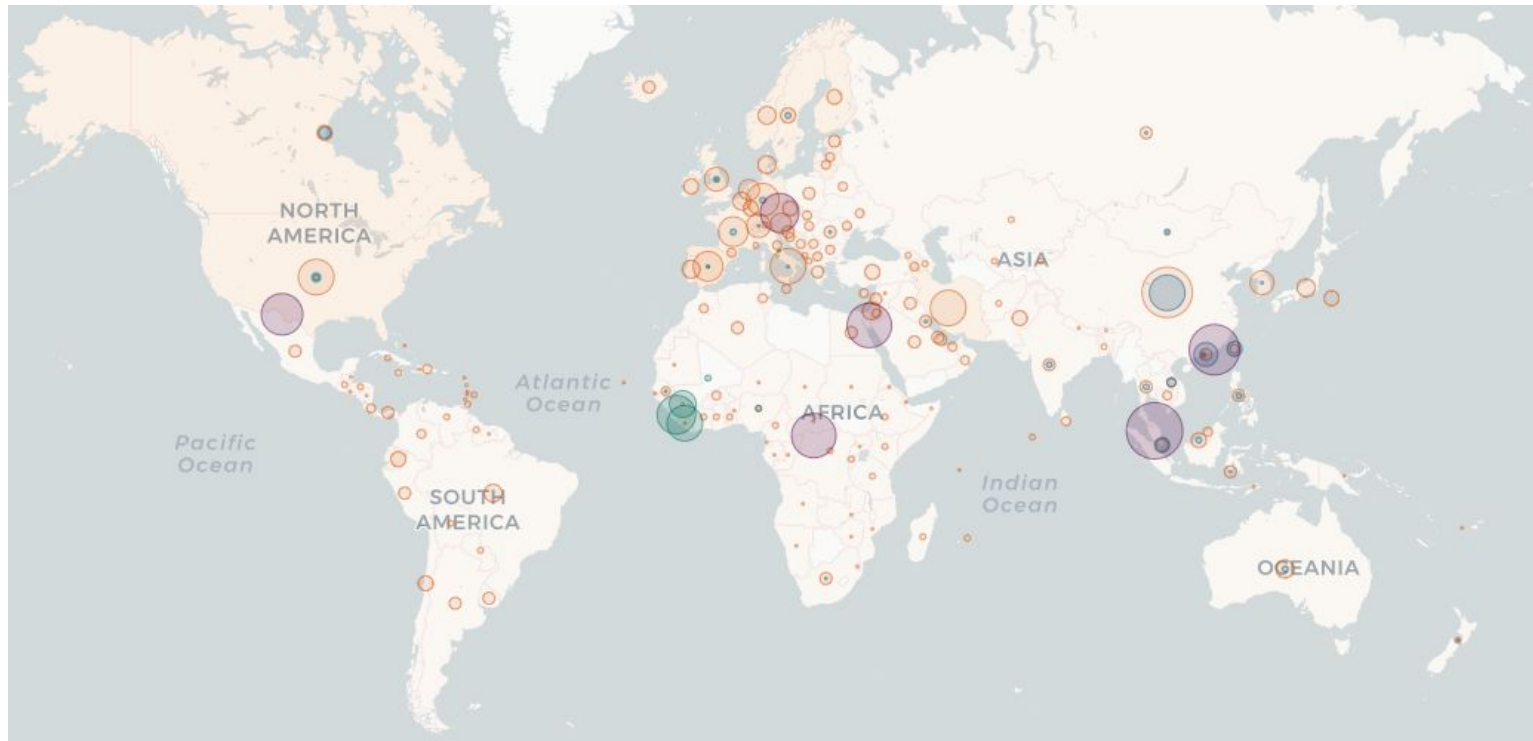 NORTH
AMERICA
ASIA
Atlantic
Ocean
AFRICA
Pacific
Ocean
Indian
Ocean
SOUTH
AMERICA
OCEANIA